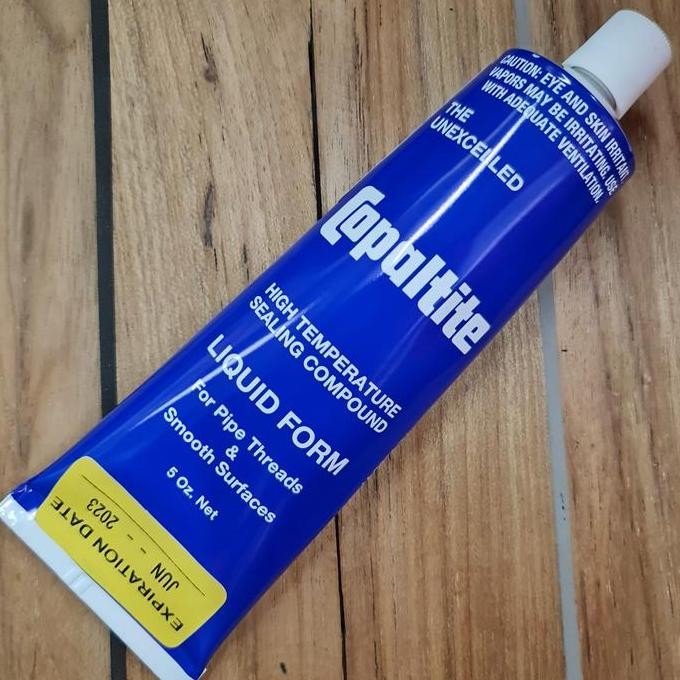 CAUTION: EYE AND SKIN IRRITANT.
VAPORS MAY BE IRRITATING. USE
WITH ADEQUATE VENTILATION.
THE
UNEXCELLED
Copaltite
HIGH TEMPERATURE
SEALING COMPOUND
LIQUID FORM
For Pipe Threads
&
Smooth Surfaces
5 Oz. Net
EXPIRATION DATE
JUN - 2023